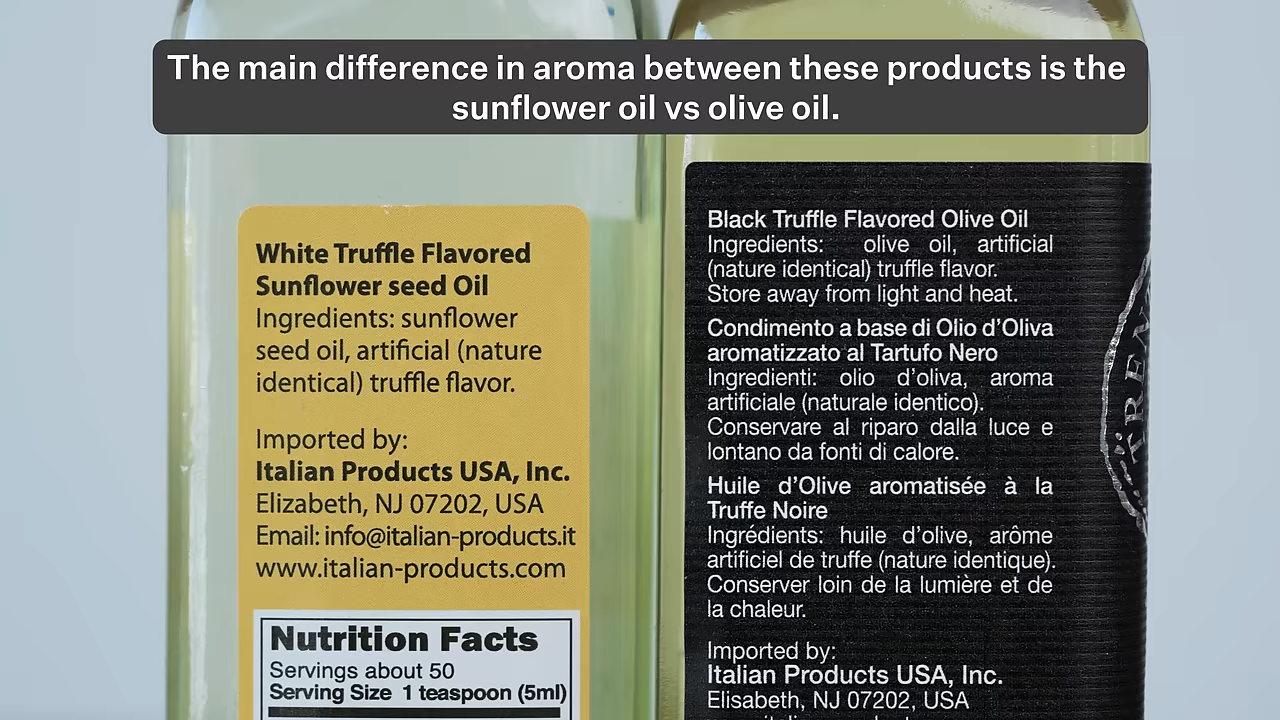 The main difference in aroma between these products is the
sunflower oil vs olive oil.
White Truffle Flavored
Sunflower seed Oil
Ingredients: sunflower
seed oil, artificial (nature
identical) truffle flavor.
Imported by:
Italian Products USA, Inc.
Elizabeth, NJ 07202, USA
Email: info@italian-products.it
www.italian-products.com
Nutrition Facts
Servings about 50
Serving Size 1 teaspoon (5ml)
Black Truffle Flavored Olive Oil
Ingredients: olive oil, artificial
(nature identical) truffle flavor.
Store away from light and heat.
Condimento a base di Olio d'Oliva
aromatizzato al Tartufo Nero
Ingredienti: olio d'oliva, aroma
artificiale (naturale identico).
Conservare al riparo dalla luce e
lontano da fonti di calore.
Huile d'Olive aromatisée à la
Truffe Noire
Ingrédients: huile d'olive, arôme
artificiel de truffe (nature identique).
Conserver loin de la lumière et de
la chaleur.
Imported by:
Italian Products USA, Inc.
Elisabeth, NJ 07202, USA